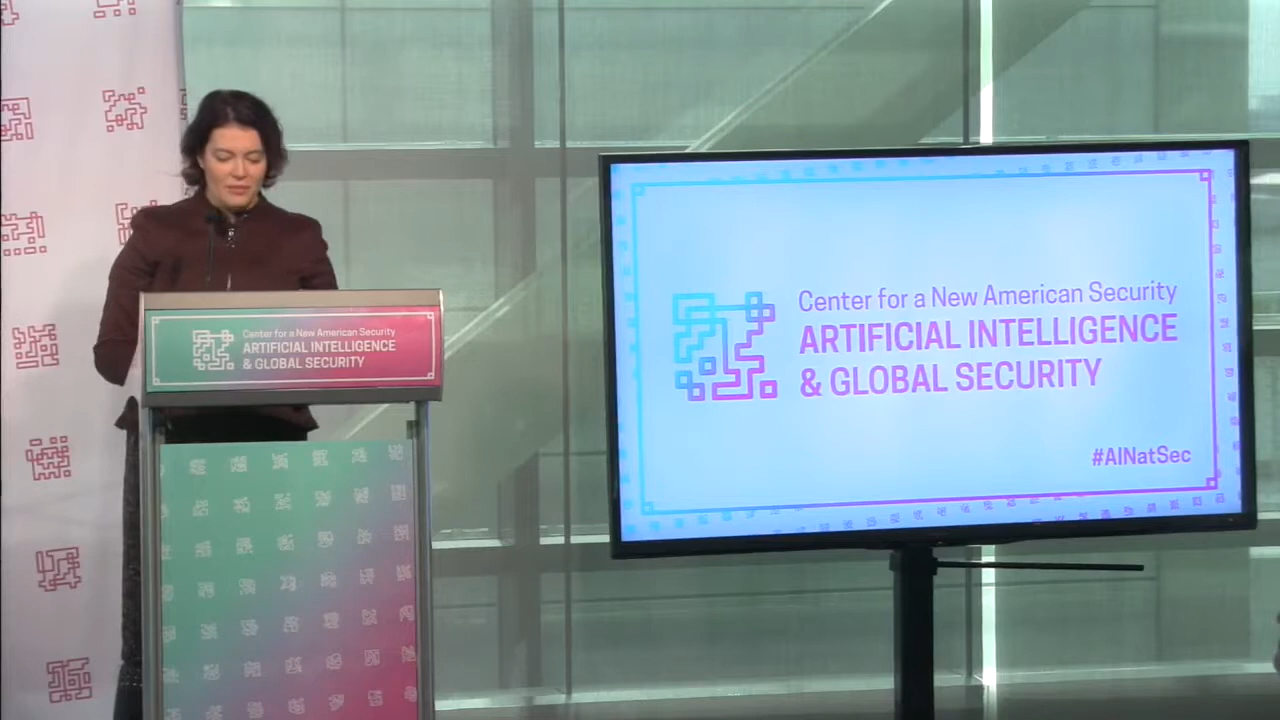 Center for a New American Security
ARTIFICIAL INTELLIGENCE
& GLOBAL SECURITY
Center for a New American Security
ARTIFICIAL INTELLIGENCE
& GLOBAL SECURITY
#AINatSec